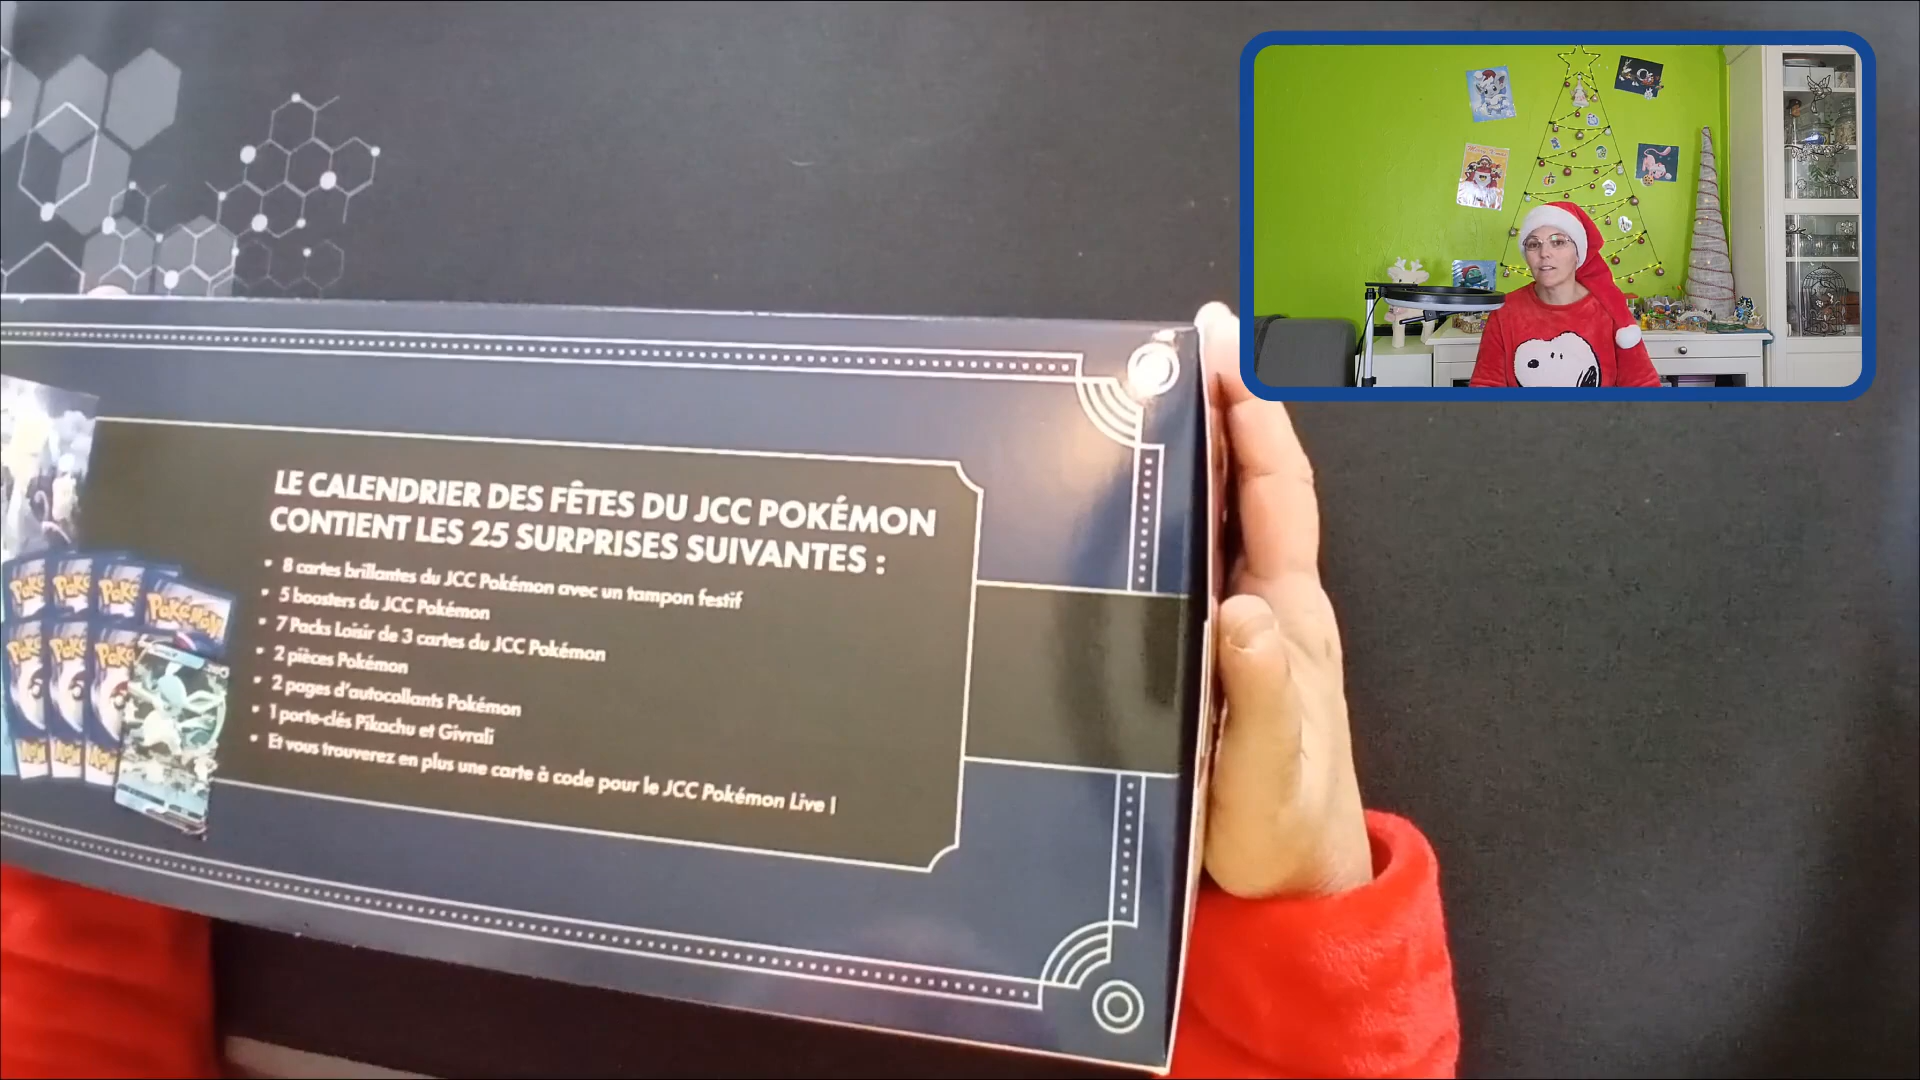 LE CALENDRIER DES FÊTES DU JCC POKÉMON
CONTIENT LES 25 SURPRISES SUIVANTES :
• 8 cartes brillantes du JCC Pokémon avec un tampon festif
• 5 boosters du JCC Pokémon
• 7 Packs Loisir de 3 cartes du JCC Pokémon
• 2 pièces Pokémon
• 2 pages d'autocollants Pokémon
• 1 porte-clés Pikachu et Givrali
• Et vous trouverez en plus une carte à code pour le JCC Pokémon Live !
POKéMON